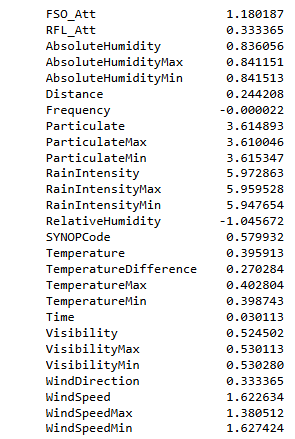 FSO_Att 1.180187
RFL_Att 0.333365
AbsoluteHumidity 0.836056
AbsoluteHumidityMax 0.841151
AbsoluteHumidityMin 0.841513
Distance 0.244208
Frequency -0.000022
Particulate 3.614893
ParticulateMax 3.610046
ParticulateMin 3.615347
RainIntensity 5.972863
RainIntensityMax 5.959528
RainIntensityMin 5.947654
RelativeHumidity -1.045672
SYNOPCode 0.579932
Temperature 0.395913
TemperatureDifference 0.270284
TemperatureMax 0.402804
TemperatureMin 0.398743
Time 0.030113
Visibility 0.524502
VisibilityMax 0.530113
VisibilityMin 0.530280
WindDirection 0.333365
WindSpeed 1.622634
WindSpeedMax 1.380512
WindSpeedMin 1.627424